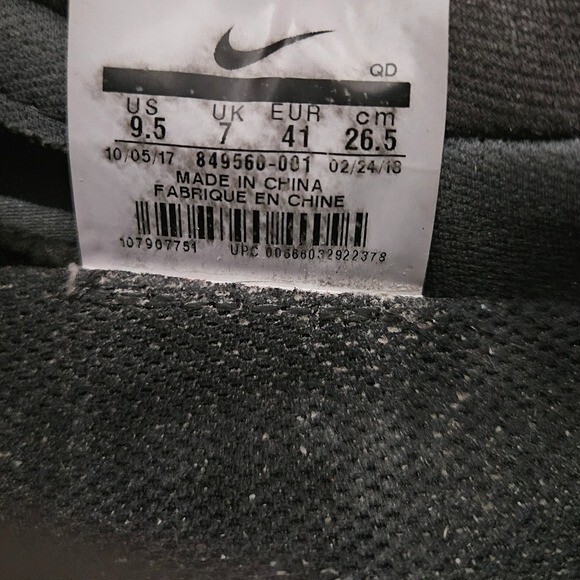 QD
US UK EUR cm
9.5 7 41 26.5
10/05/17 849560-001 02/24/18
MADE IN CHINA
FABRIQUE EN CHINE
107907751 UPC 00666032922378